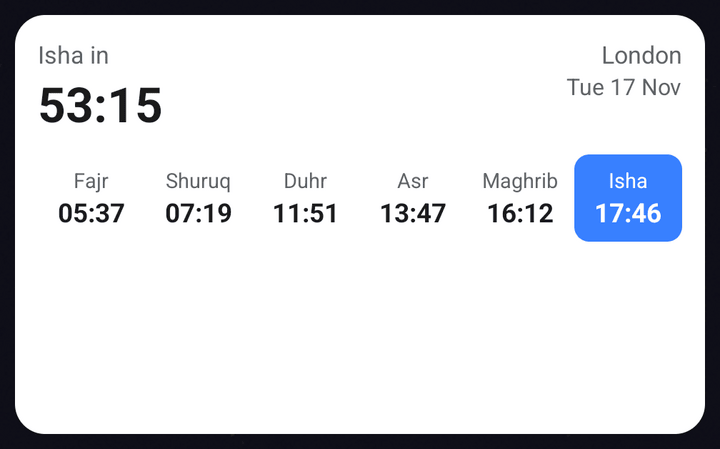 Isha in
53:15
London
Tue 17 Nov
Fajr Shuruq Duhr Asr Maghrib Isha
05:37 07:19 11:51 13:47 16:12 17:46